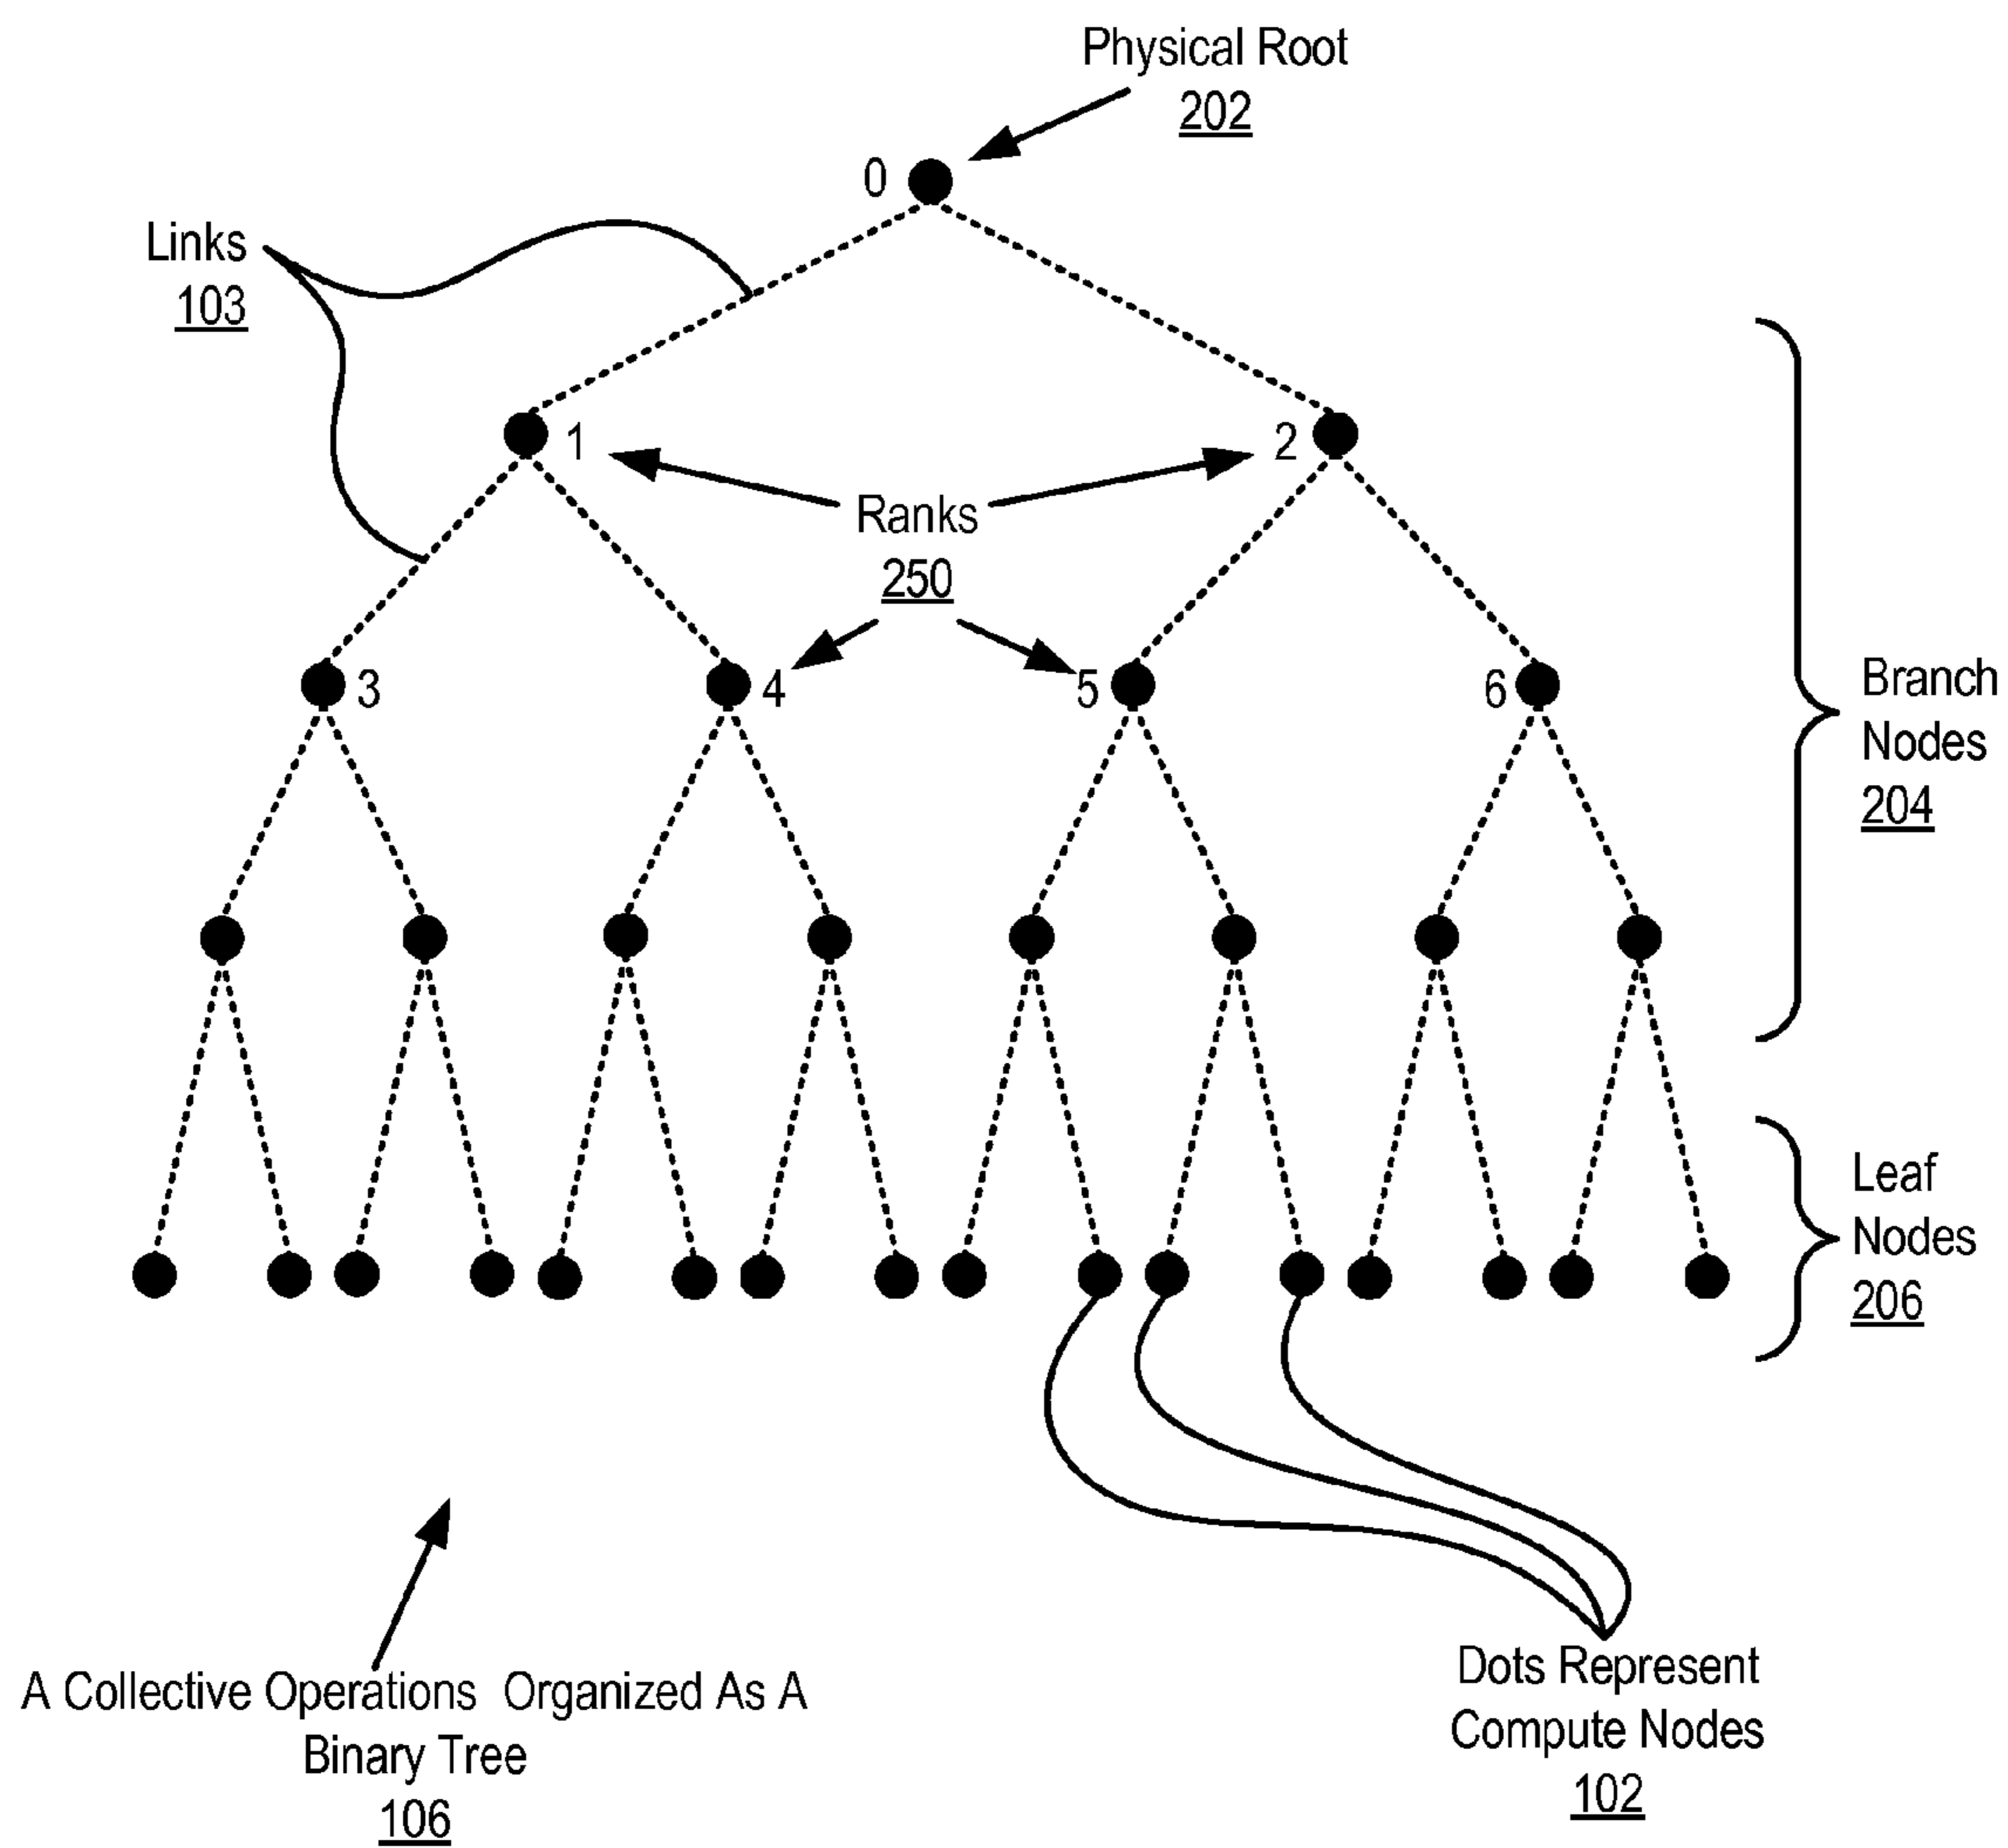 Physical Root
202
0
Links
103
1
2
Ranks
250
3
4
5
6
Branch
Nodes
204
Leaf
Nodes
206
A Collective Operations Organized As A
Binary Tree
106
Dots Represent
Compute Nodes
102